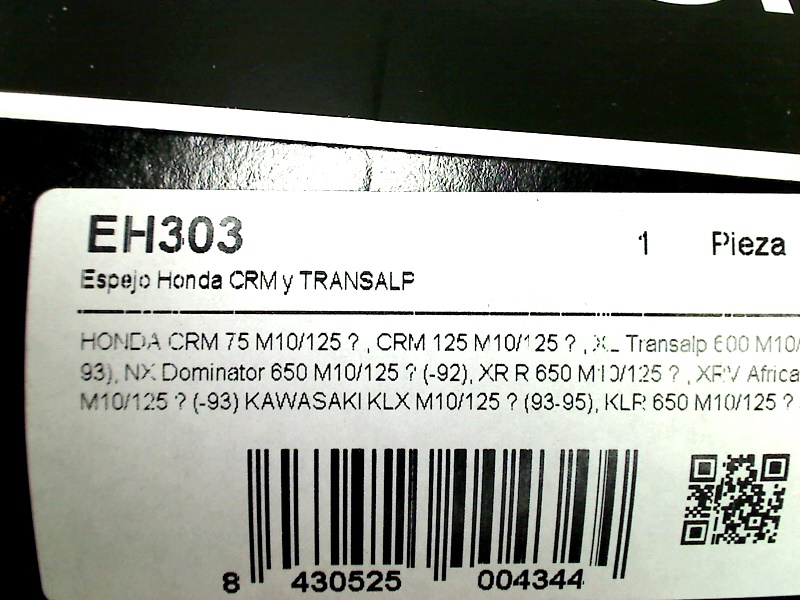 EH303
1 Pieza
Espejo Honda CRM y TRANSALP
HONDA CRM 75 M10/125 ? , CRM 125 M10/125 ? , XL Transalp 600 M10/
93), NX Dominator 650 M10/125 ? (-92), XR R 650 M10/125 ? , XRV Africa
M10/125 ? (-93) KAWASAKI KLX M10/125 ? (93-95), KLR 650 M10/125 ?
8 430525 004344